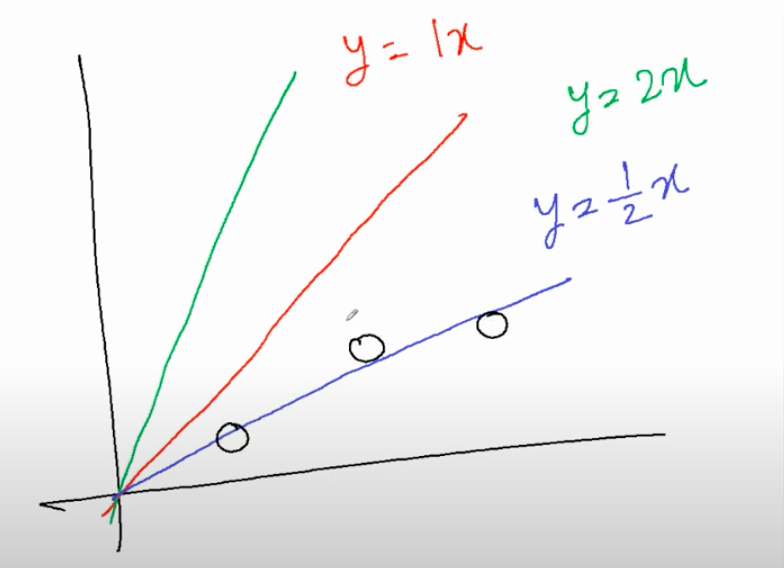 y = 1x
y = 2x
y = 1/2 x